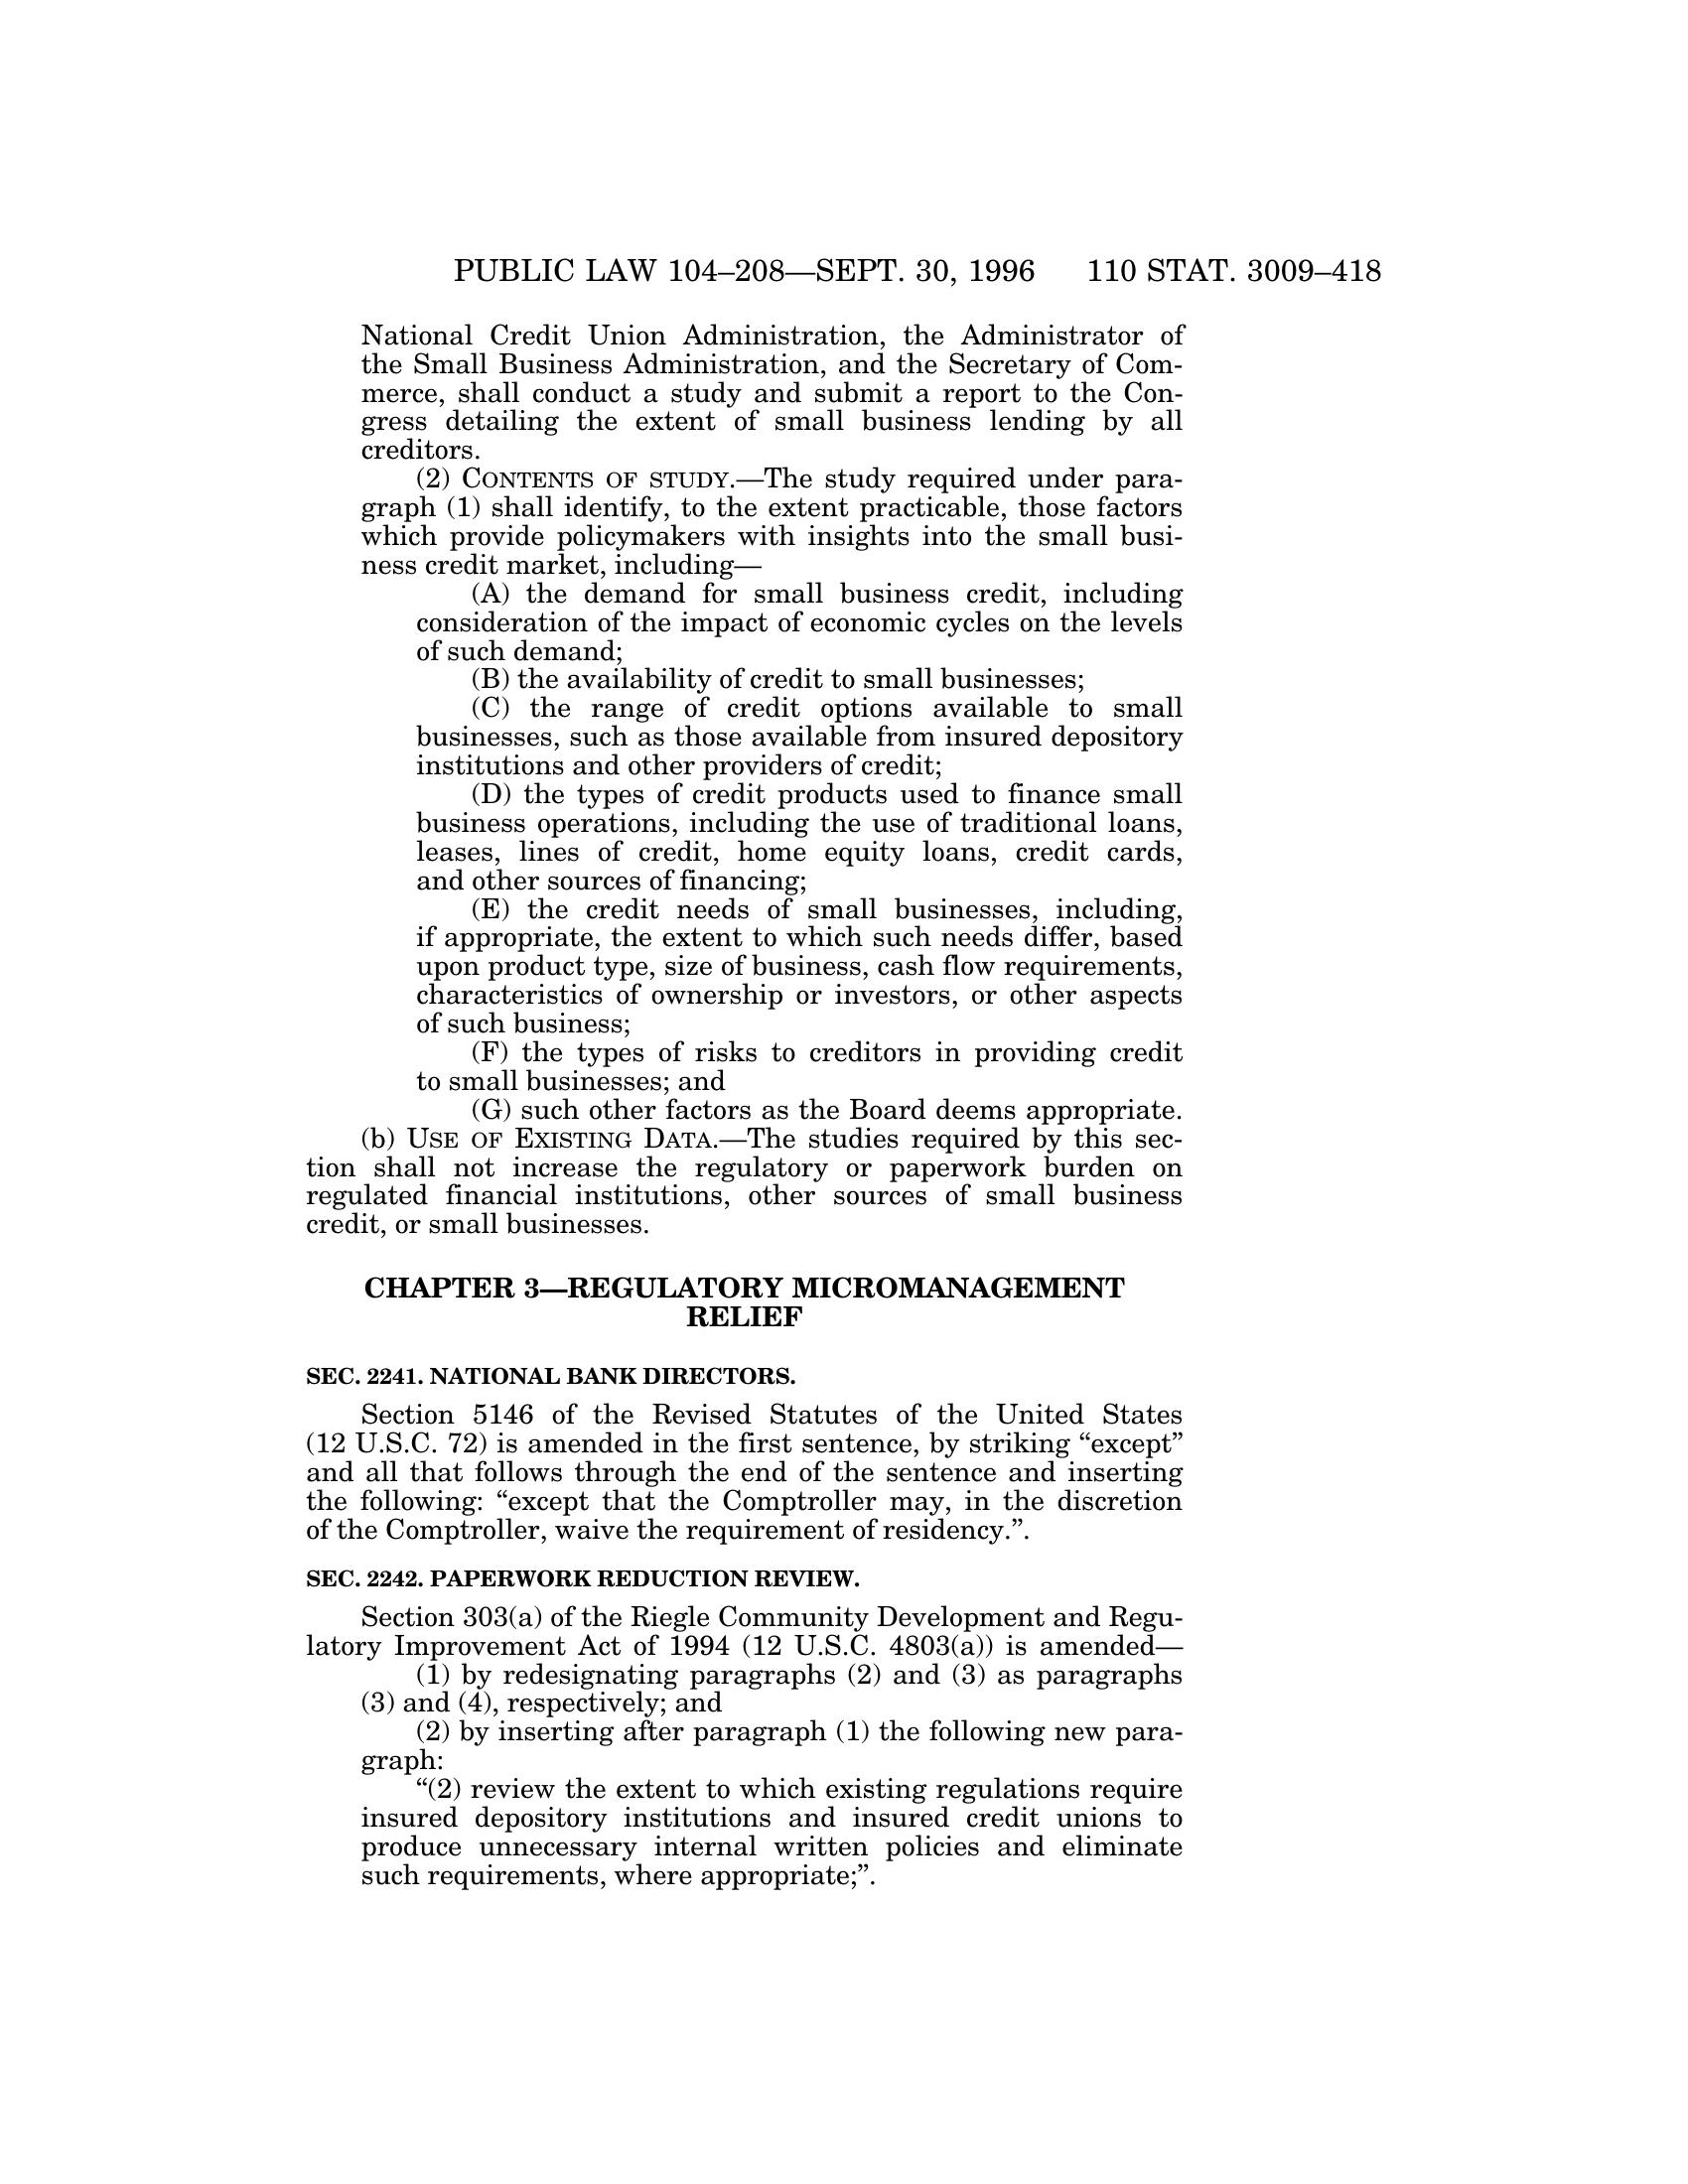 PUBLIC LAW 104–208—SEPT. 30, 1996 110 STAT. 3009–418
National Credit Union Administration, the Administrator of
the Small Business Administration, and the Secretary of Com-
merce, shall conduct a study and submit a report to the Con-
gress detailing the extent of small business lending by all
creditors.
(2) CONTENTS OF STUDY.—The study required under para-
graph (1) shall identify, to the extent practicable, those factors
which provide policymakers with insights into the small busi-
ness credit market, including—
(A) the demand for small business credit, including
consideration of the impact of economic cycles on the levels
of such demand;
(B) the availability of credit to small businesses;
(C) the range of credit options available to small
businesses, such as those available from insured depository
institutions and other providers of credit;
(D) the types of credit products used to finance small
business operations, including the use of traditional loans,
leases, lines of credit, home equity loans, credit cards,
and other sources of financing;
(E) the credit needs of small businesses, including,
if appropriate, the extent to which such needs differ, based
upon product type, size of business, cash flow requirements,
characteristics of ownership or investors, or other aspects
of such business;
(F) the types of risks to creditors in providing credit
to small businesses; and
(G) such other factors as the Board deems appropriate.
(b) USE OF EXISTING DATA.—The studies required by this sec-
tion shall not increase the regulatory or paperwork burden on
regulated financial institutions, other sources of small business
credit, or small businesses.
CHAPTER 3—REGULATORY MICROMANAGEMENT
RELIEF
SEC. 2241. NATIONAL BANK DIRECTORS.
Section 5146 of the Revised Statutes of the United States
(12 U.S.C. 72) is amended in the first sentence, by striking “except”
and all that follows through the end of the sentence and inserting
the following: “except that the Comptroller may, in the discretion
of the Comptroller, waive the requirement of residency.”.
SEC. 2242. PAPERWORK REDUCTION REVIEW.
Section 303(a) of the Riegle Community Development and Regu-
latory Improvement Act of 1994 (12 U.S.C. 4803(a)) is amended—
(1) by redesignating paragraphs (2) and (3) as paragraphs
(3) and (4), respectively; and
(2) by inserting after paragraph (1) the following new para-
graph:
“(2) review the extent to which existing regulations require
insured depository institutions and insured credit unions to
produce unnecessary internal written policies and eliminate
such requirements, where appropriate;”.